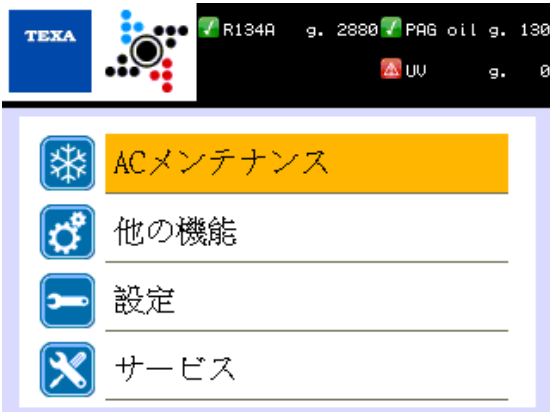 TEXA
R134A g. 2880 PAG oil g. 130
UV g. 0
ACメンテナンス
他の機能
設定
サービス